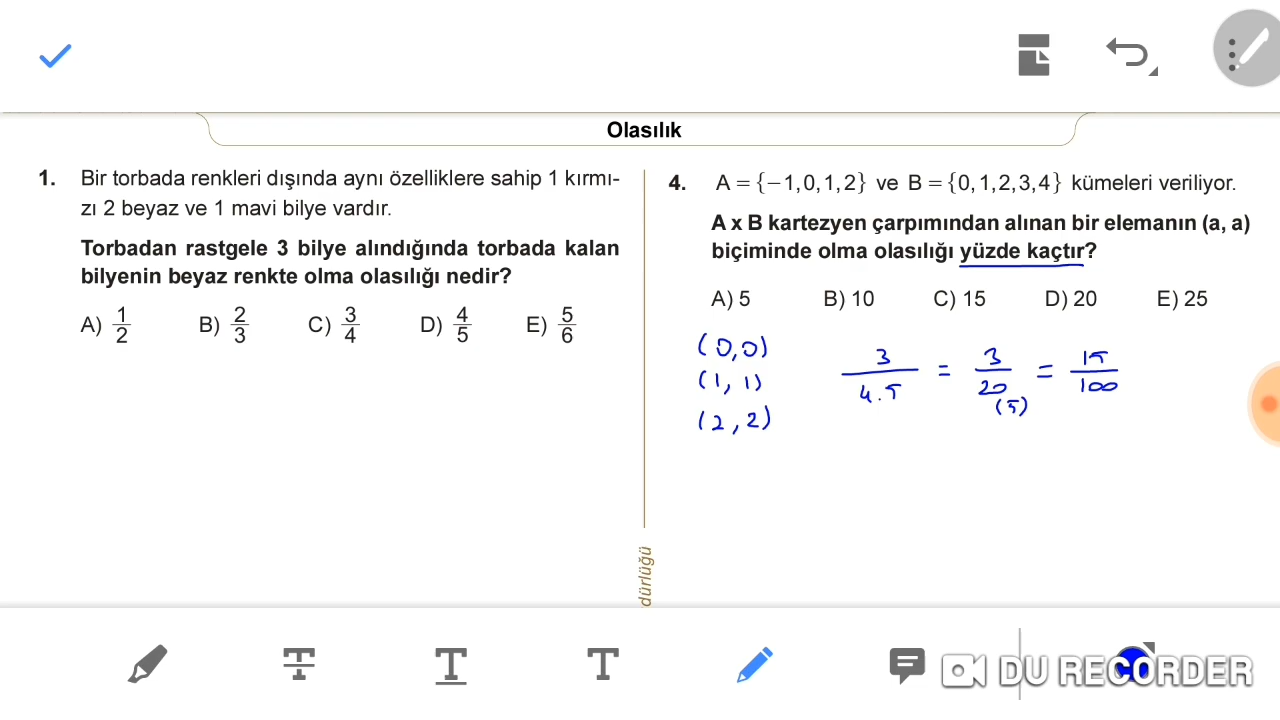 Olasılık
1. Bir torbada renkleri dışında aynı özelliklere sahip 1 kırmı-
zı 2 beyaz ve 1 mavi bilye vardır.
Torbadan rastgele 3 bilye alındığında torbada kalan
bilyenin beyaz renkte olma olasılığı nedir?
A) 1/2 B) 2/3 C) 3/4 D) 4/5 E) 5/6
4. A = {−1,0,1,2} ve B = {0,1,2,3,4} kümeleri veriliyor.
A x B kartezyen çarpımından alınan bir elemanın (a, a)
biçiminde olma olasılığı yüzde kaçtır?
A) 5 B) 10 C) 15 D) 20 E) 25
(0,0)
(1, 1)
(2, 2)
3/4.5 = 3/20 = 15/100
(5)
dürlüğü
T T T
DU RECORDER